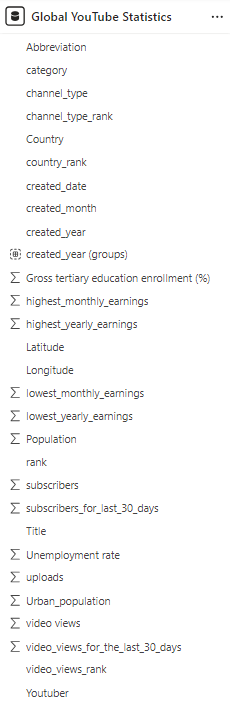 Global YouTube Statistics
Abbreviation
category
channel_type
channel_type_rank
Country
country_rank
created_date
created_month
created_year
created_year (groups)
Gross tertiary education enrollment (%)
highest_monthly_earnings
highest_yearly_earnings
Latitude
Longitude
lowest_monthly_earnings
lowest_yearly_earnings
Population
rank
subscribers
subscribers_for_last_30_days
Title
Unemployment rate
uploads
Urban_population
video views
video_views_for_the_last_30_days
video_views_rank
Youtuber